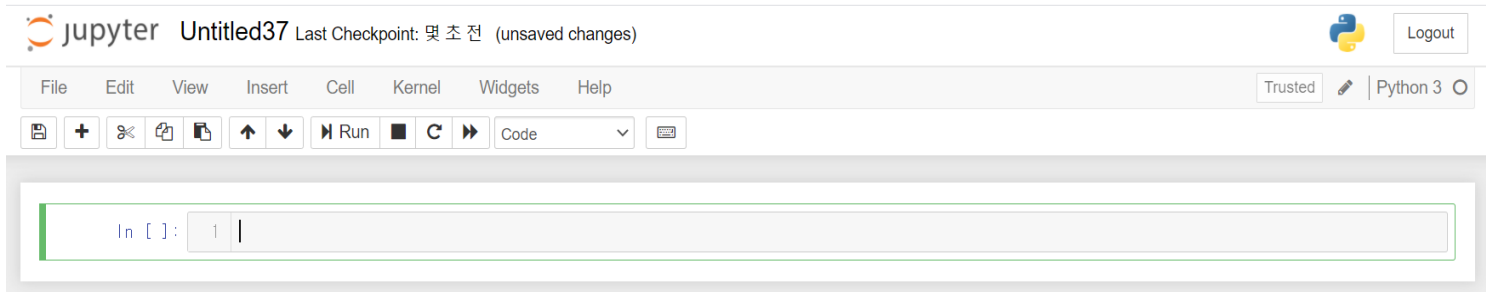 jupyter Untitled37 Last Checkpoint: 몇 초 전 (unsaved changes) Logout
File Edit View Insert Cell Kernel Widgets Help Trusted Python 3
Run Code
In [ ]: 1